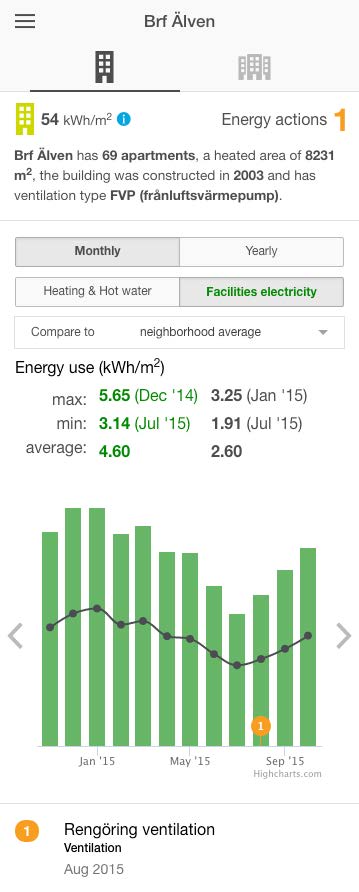 Brf Älven
54 kWh/m² i
Energy actions 1
Brf Älven has 69 apartments, a heated area of 8231
m², the building was constructed in 2003 and has
ventilation type FVP (frånluftsvärmepump).
Monthly Yearly
Heating & Hot water Facilities electricity
Compare to neighborhood average
Energy use (kWh/m²)
max: 5.65 (Dec '14) 3.25 (Jan '15)
min: 3.14 (Jul '15) 1.91 (Jul '15)
average: 4.60 2.60
1
Jan '15 May '15 Sep '15
Highcharts.com
1 Rengöring ventilation
Ventilation
Aug 2015